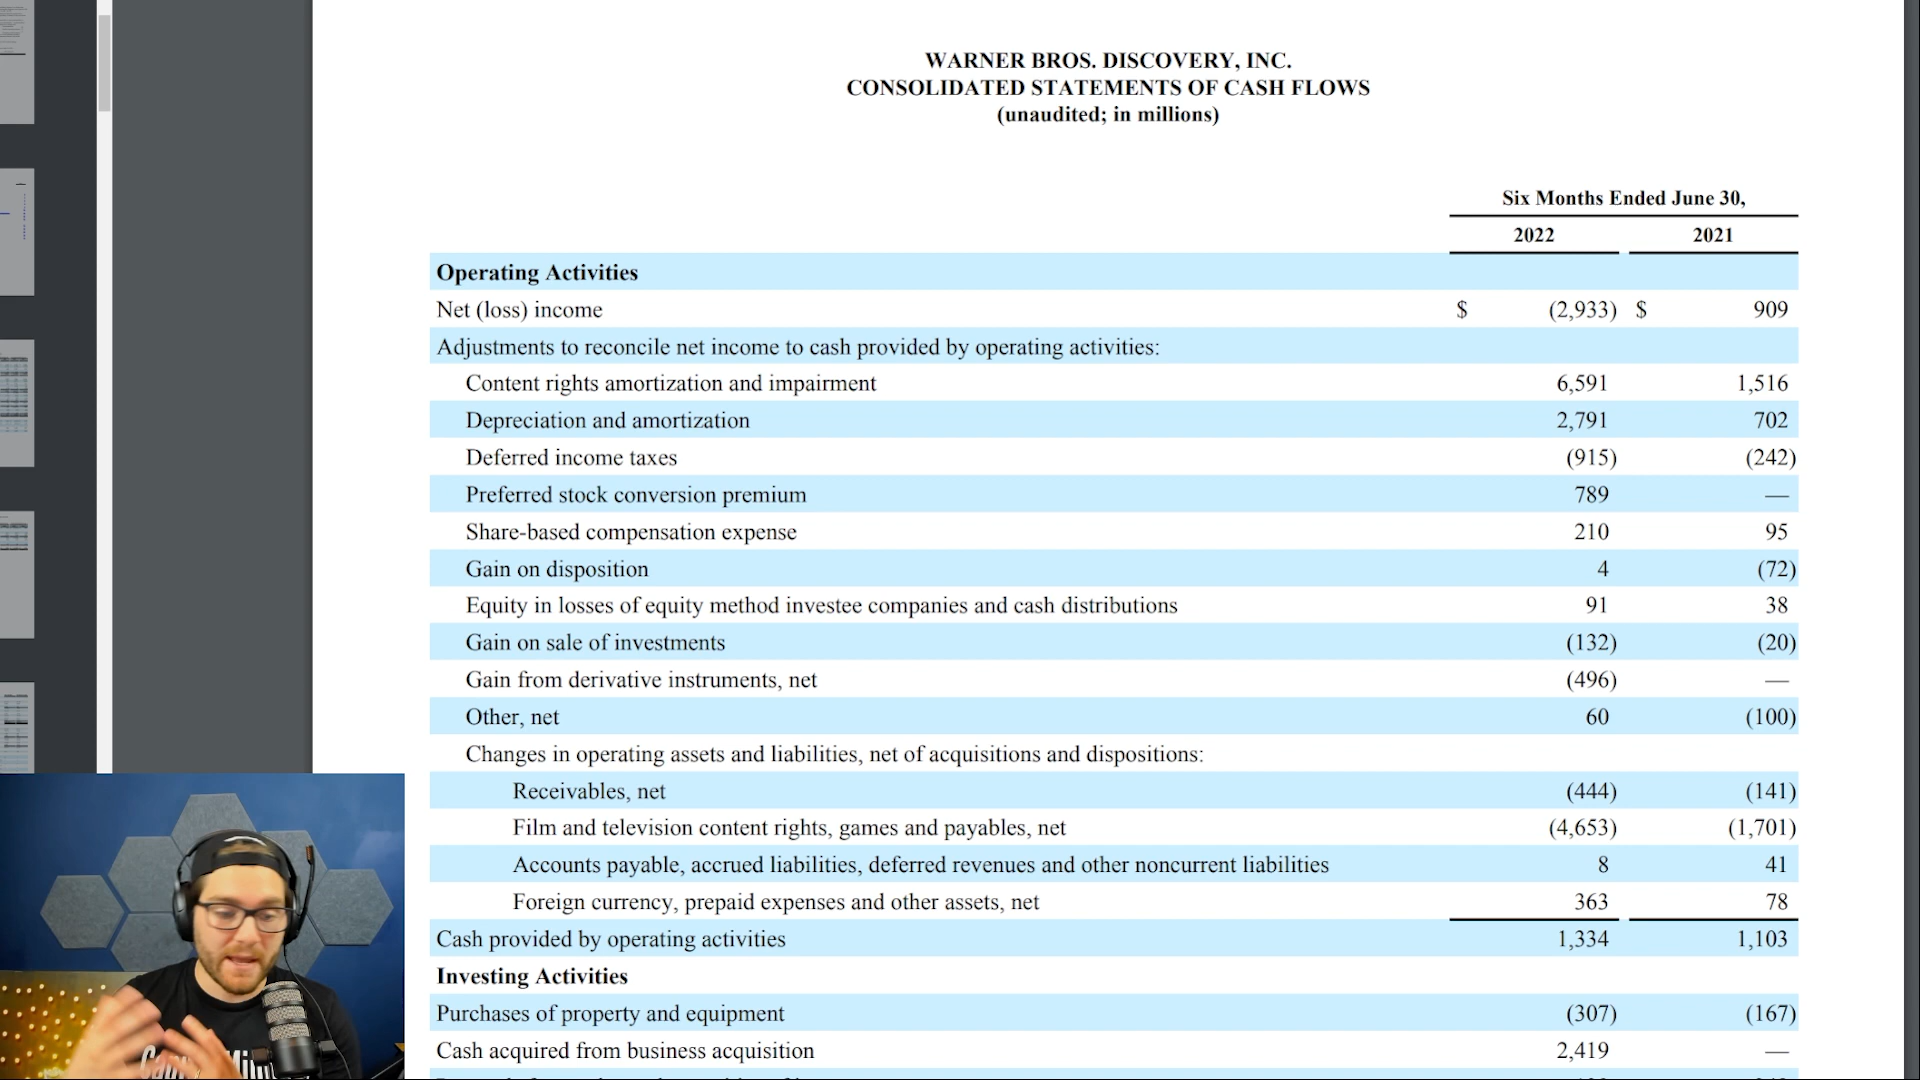 WARNER BROS. DISCOVERY, INC.
CONSOLIDATED STATEMENTS OF CASH FLOWS
(unaudited; in millions)
Six Months Ended June 30,
2022 2021
Operating Activities
Net (loss) income $ (2,933) $ 909
Adjustments to reconcile net income to cash provided by operating activities:
Content rights amortization and impairment 6,591 1,516
Depreciation and amortization 2,791 702
Deferred income taxes (915) (242)
Preferred stock conversion premium 789 —
Share-based compensation expense 210 95
Gain on disposition 4 (72)
Equity in losses of equity method investee companies and cash distributions 91 38
Gain on sale of investments (132) (20)
Gain from derivative instruments, net (496) —
Other, net 60 (100)
Changes in operating assets and liabilities, net of acquisitions and dispositions:
Receivables, net (444) (141)
Film and television content rights, games and payables, net (4,653) (1,701)
Accounts payable, accrued liabilities, deferred revenues and other noncurrent liabilities 8 41
Foreign currency, prepaid expenses and other assets, net 363 78
Cash provided by operating activities 1,334 1,103
Investing Activities
Purchases of property and equipment (307) (167)
Cash acquired from business acquisition 2,419 —